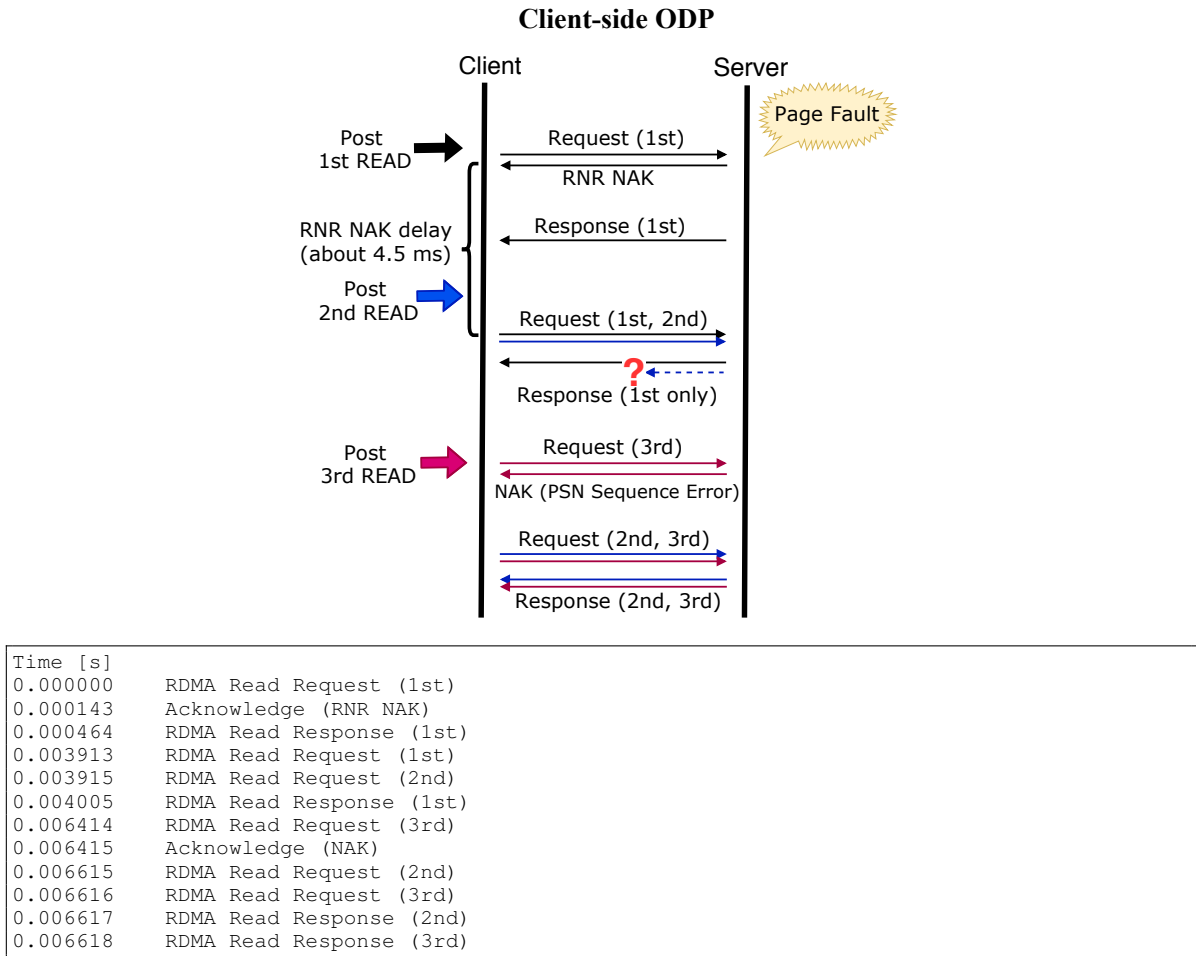 Client-side ODP
Client
Server
Page Fault
Post
1st READ
Request (1st)
RNR NAK
RNR NAK delay
(about 4.5 ms)
Response (1st)
Post
2nd READ
Request (1st, 2nd)
?
Response (1st only)
Post
3rd READ
Request (3rd)
NAK (PSN Sequence Error)
Request (2nd, 3rd)
Response (2nd, 3rd)
Time [s]
0.000000 RDMA Read Request (1st)
0.000143 Acknowledge (RNR NAK)
0.000464 RDMA Read Response (1st)
0.003913 RDMA Read Request (1st)
0.003915 RDMA Read Request (2nd)
0.004005 RDMA Read Response (1st)
0.006414 RDMA Read Request (3rd)
0.006415 Acknowledge (NAK)
0.006615 RDMA Read Request (2nd)
0.006616 RDMA Read Request (3rd)
0.006617 RDMA Read Response (2nd)
0.006618 RDMA Read Response (3rd)